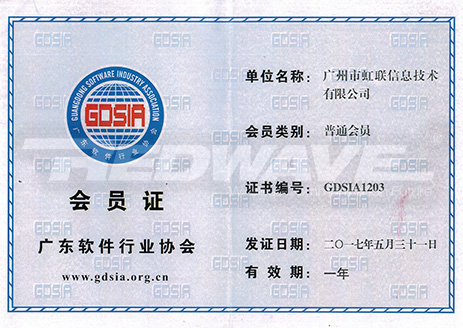 GUANGDONG SOFTWARE INDUSTRY ASSOCIATION
GDSIA
广东软件行业协会
会员证
广东软件行业协会
www.gdsia.org.cn
单位名称: 广州市虹联信息技术
有限公司
会员类别: 普通会员
证书编号: GDSIA1203
发证日期: 二〇一七年五月三十一日
有效期: 一年
THEDWAVE